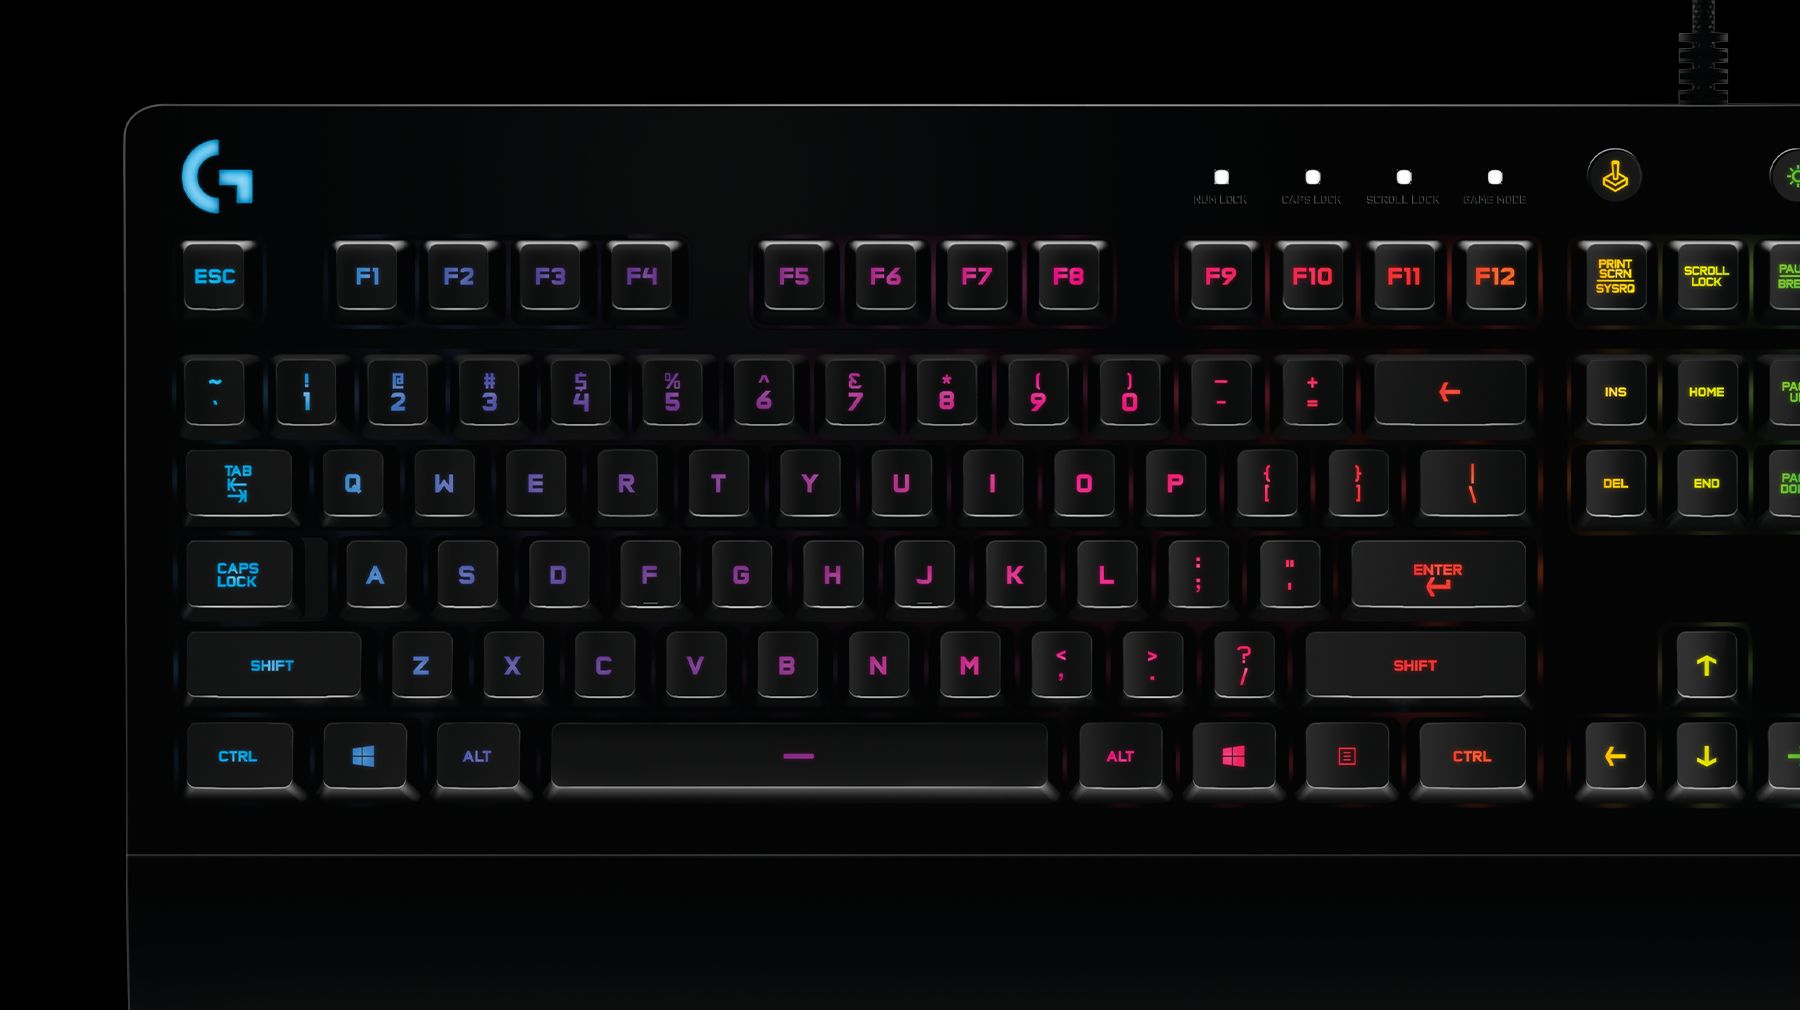 G
NUM LOCK CAPS LOCK SCROLL LOCK GAME MODE
ESC F1 F2 F3 F4 F5 F6 F7 F8 F9 F10 F11 F12
PRINT SCRN SYSRQ SCROLL LOCK
~ ` ! 1 @ 2 # 3 $ 4 % 5 ^ 6 & 7 * 8 ( 9 ) 0 _ - + = ←
INS HOME
TAB Q W E R T Y U I O P { [ } ] | \
DEL END
CAPS LOCK A S D F G H J K L : ; " ' ENTER
SHIFT Z X C V B N M < , > . ? / SHIFT
↑
CTRL ALT ALT CTRL
← ↓